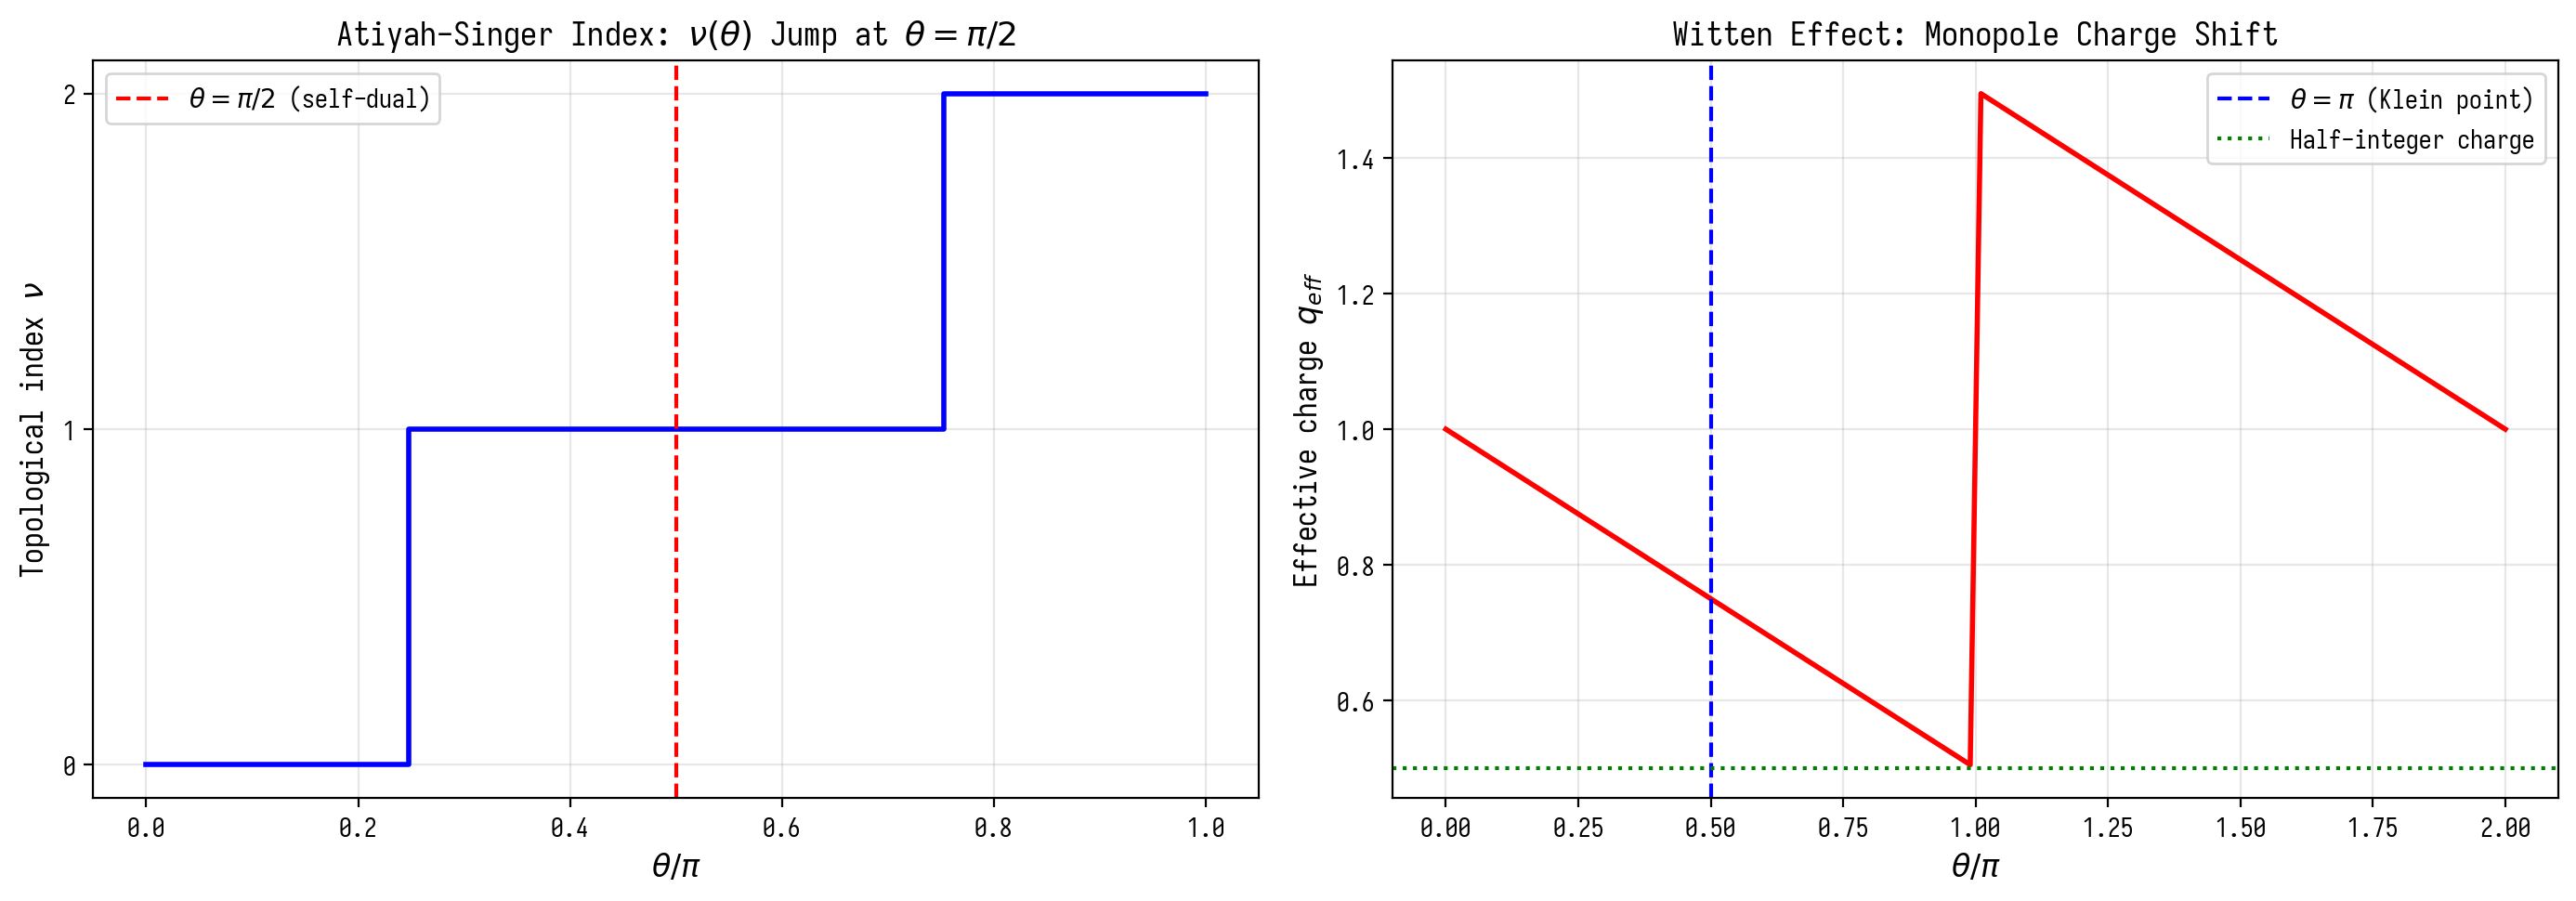 Atiyah-Singer Index: ν(θ) Jump at θ = π/2
θ = π/2 (self-dual)
Topological index ν
2
1
0
0.0 0.2 0.4 0.6 0.8 1.0
θ/π
Witten Effect: Monopole Charge Shift
θ = π (Klein point)
Half-integer charge
Effective charge q_eff
1.4
1.2
1.0
0.8
0.6
0.00 0.25 0.50 0.75 1.00 1.25 1.50 1.75 2.00
θ/π